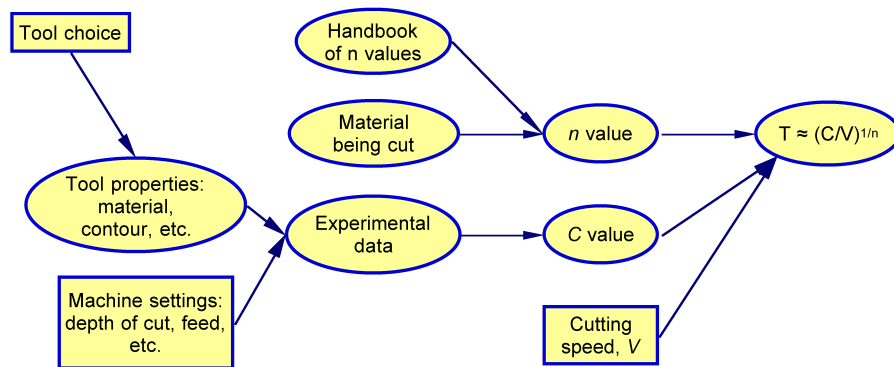 Tool choice
Handbook
of n values
Material
being cut
n value
T ≈ (C/V)1/n
Tool properties:
material,
contour, etc.
Experimental
data
C value
Machine settings:
depth of cut, feed,
etc.
Cutting
speed, V